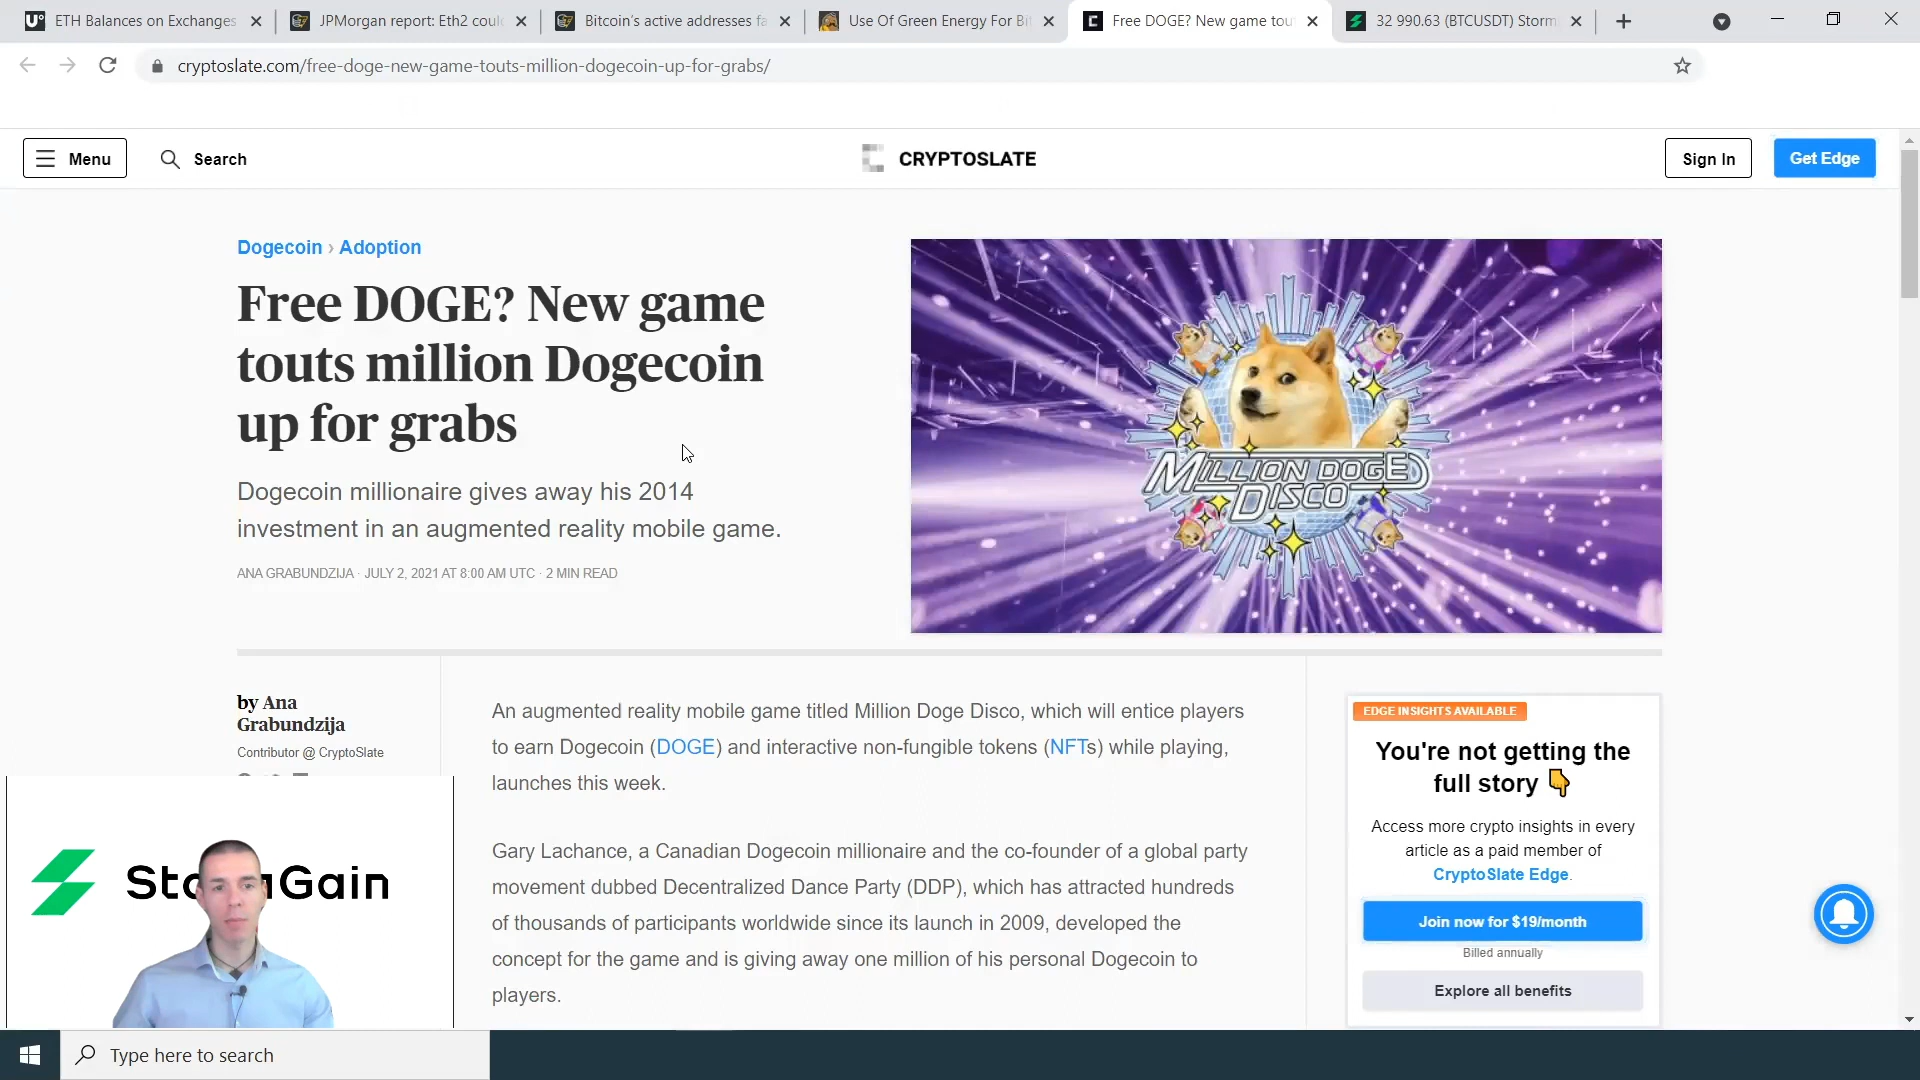 ETH Balances on Exchanges
JPMorgan report: Eth2 coul
Bitcoin's active addresses fa
Use Of Green Energy For Bi
Free DOGE? New game tou
32 990.63 (BTCUSDT) Storm
cryptoslate.com/free-doge-new-game-touts-million-dogecoin-up-for-grabs/
Menu
Search
CRYPTOSLATE
Sign In
Get Edge
Dogecoin › Adoption
Free DOGE? New game
touts million Dogecoin
up for grabs
Dogecoin millionaire gives away his 2014
investment in an augmented reality mobile game.
ANA GRABUNDZIJA · JULY 2, 2021 AT 8:00 AM UTC · 2 MIN READ
MILLION DOGE
DISCO
by Ana
Grabundzija
Contributor @ CryptoSlate
An augmented reality mobile game titled Million Doge Disco, which will entice players
to earn Dogecoin (DOGE) and interactive non-fungible tokens (NFTs) while playing,
launches this week.
Gary Lachance, a Canadian Dogecoin millionaire and the co-founder of a global party
movement dubbed Decentralized Dance Party (DDP), which has attracted hundreds
of thousands of participants worldwide since its launch in 2009, developed the
concept for the game and is giving away one million of his personal Dogecoin to
players.
EDGE INSIGHTS AVAILABLE
You're not getting the
full story
Access more crypto insights in every
article as a paid member of
CryptoSlate Edge.
Join now for $19/month
Billed annually
Explore all benefits
StormGain
Type here to search